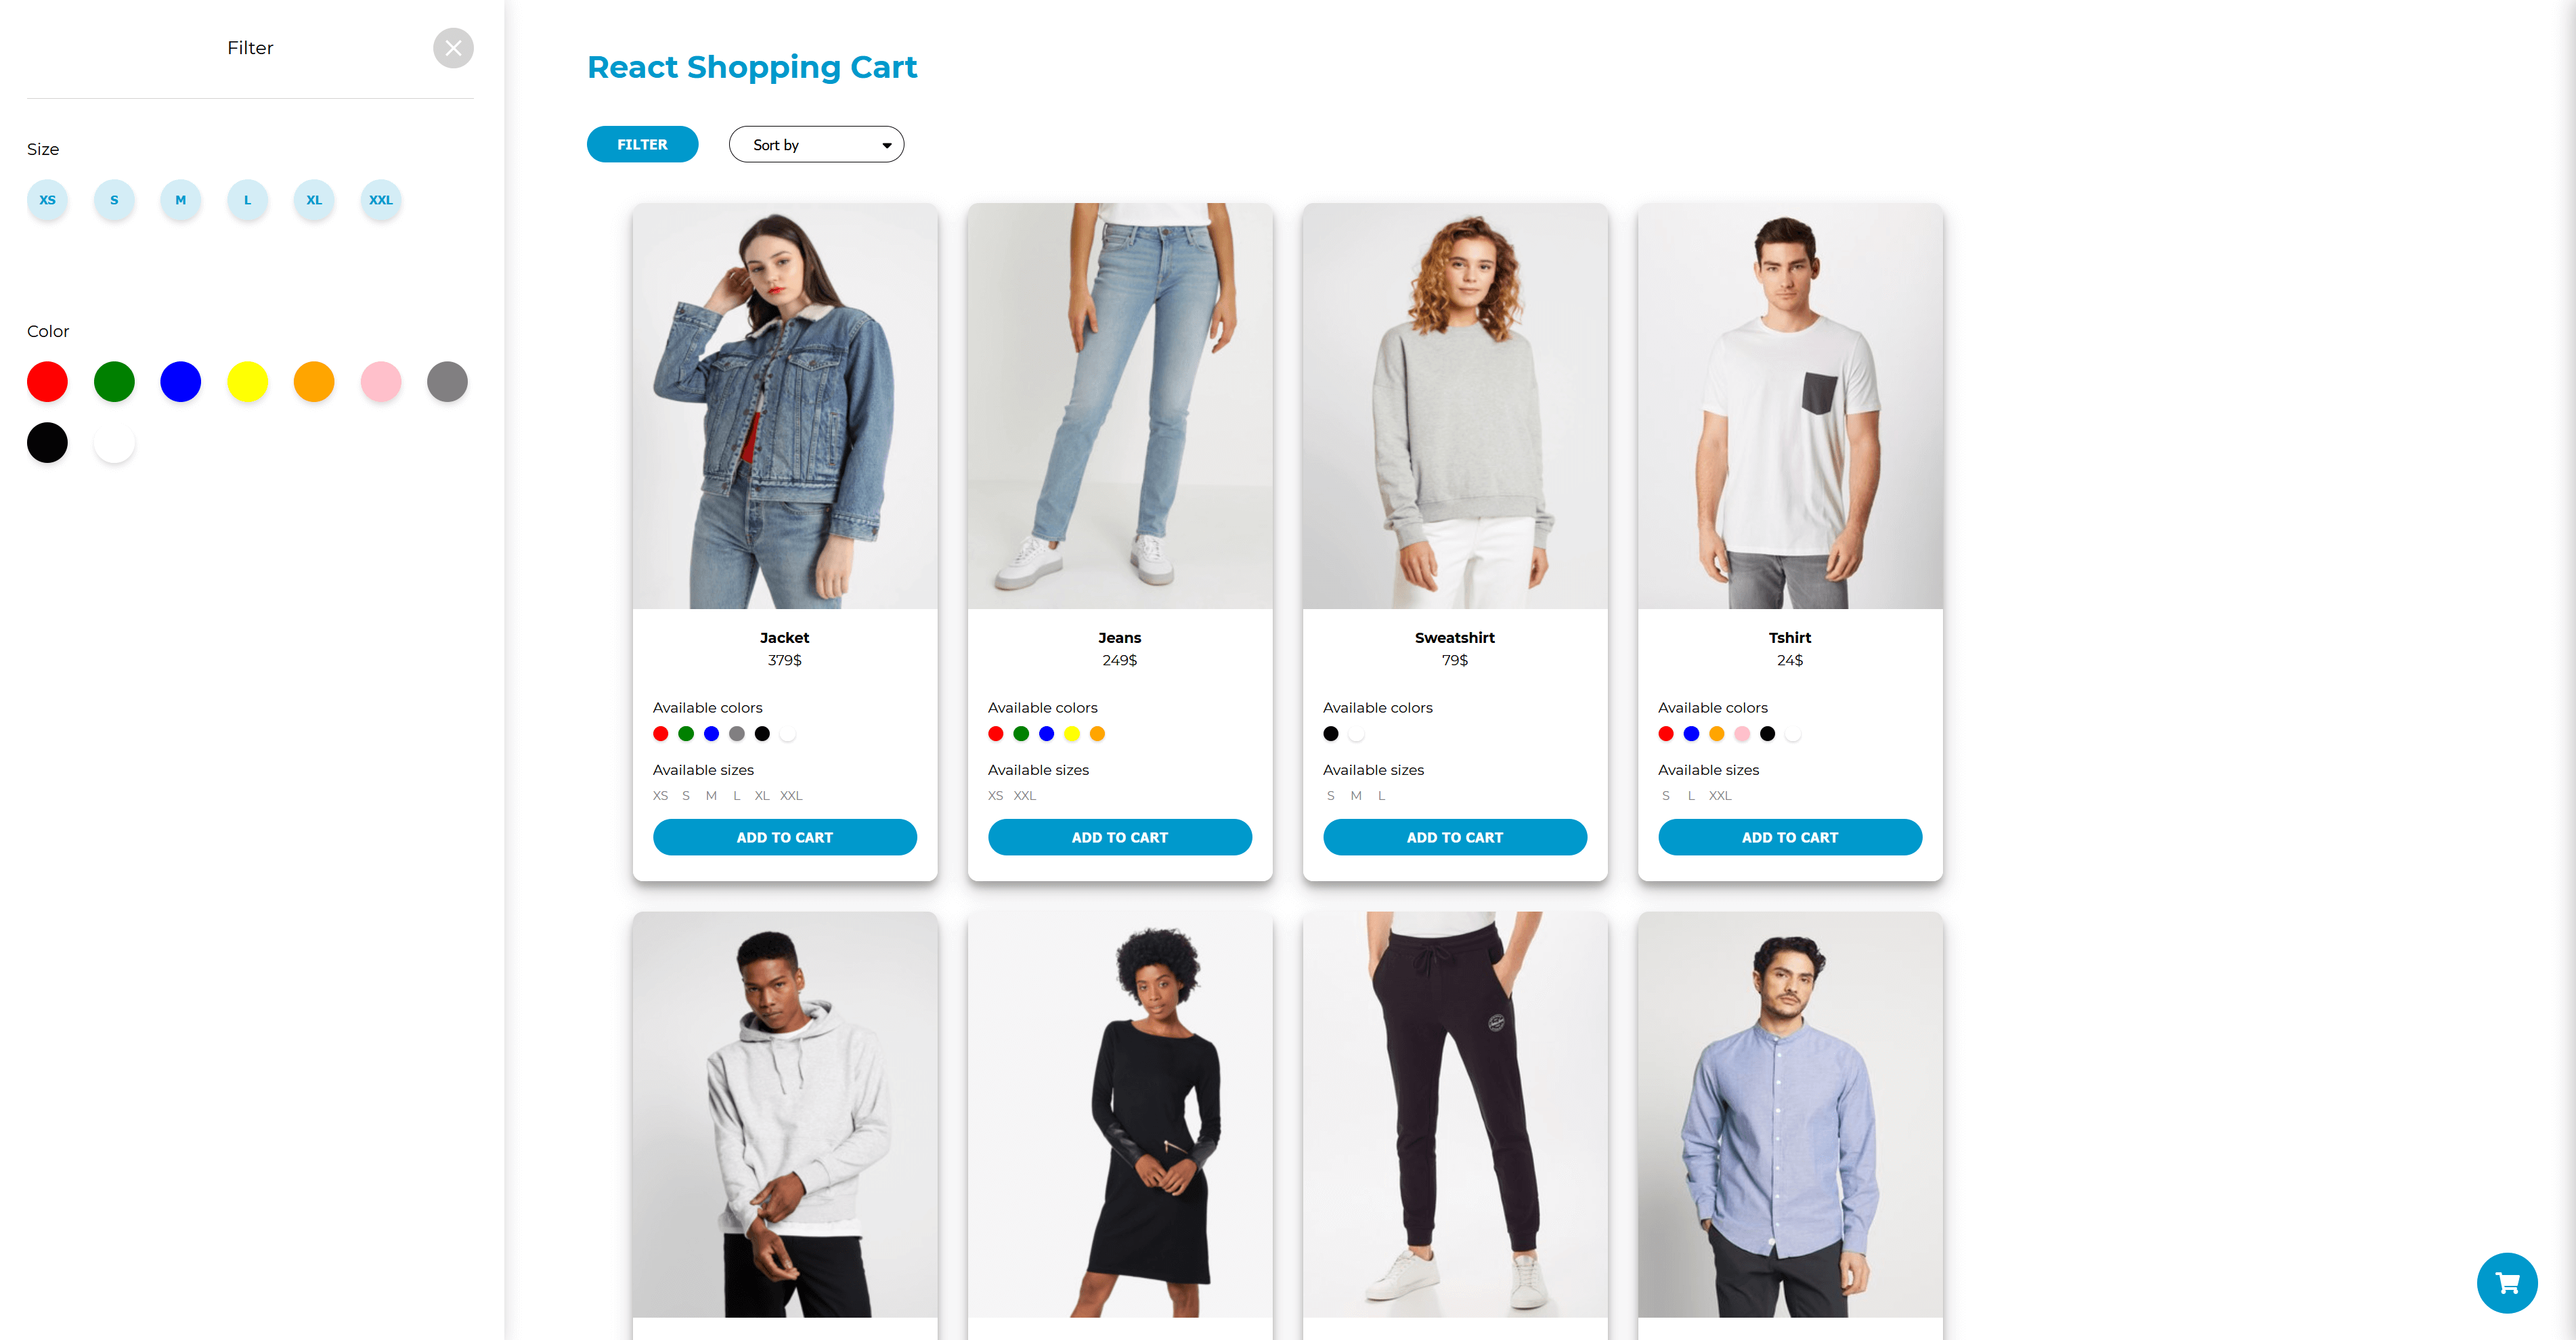 Filter
Size
XS S M L XL XXL
Color
React Shopping Cart
FILTER Sort by
Jacket
379$
Available colors
Available sizes
XS S M L XL XXL
ADD TO CART
Jeans
249$
Available colors
Available sizes
XS XXL
ADD TO CART
Sweatshirt
79$
Available colors
Available sizes
S M L
ADD TO CART
Tshirt
24$
Available colors
Available sizes
S L XXL
ADD TO CART